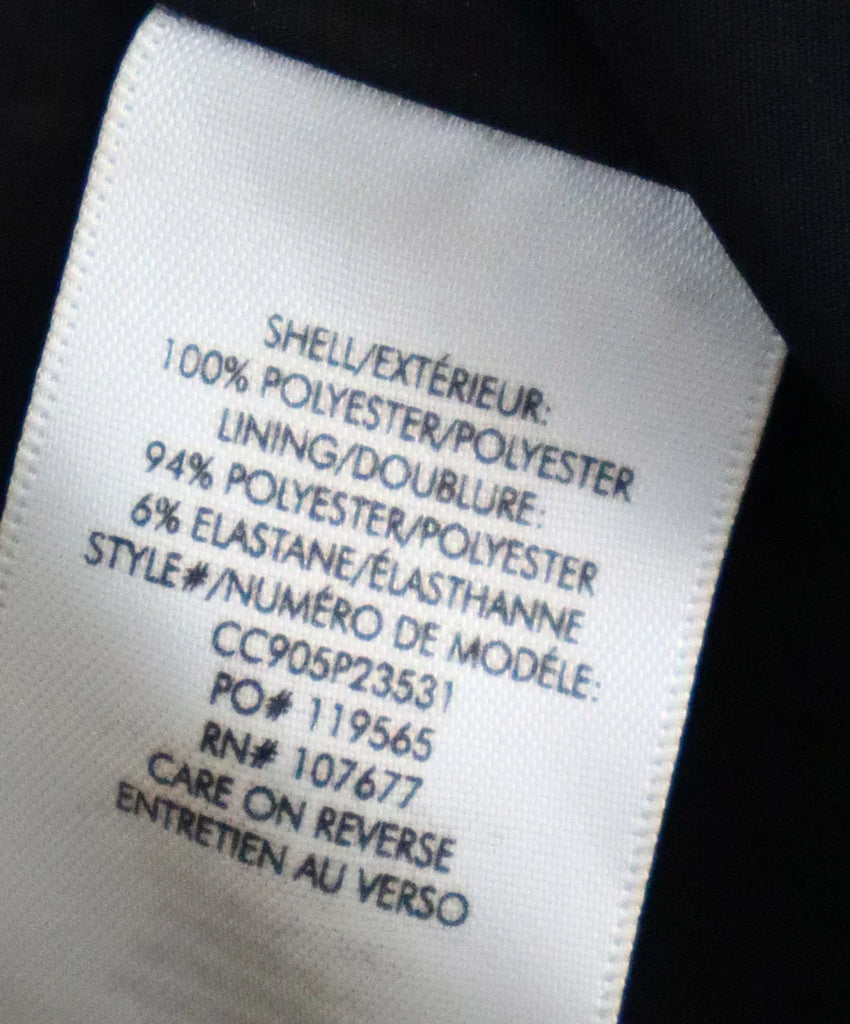 SHELL/EXTÉRIEUR:
100% POLYESTER/POLYESTER
LINING/DOUBLURE:
94% POLYESTER/POLYESTER
6% ELASTANE/ÉLASTHANNE
STYLE#/NUMÉRO DE MODÉLE:
CC905P23531
PO# 119565
RN# 107677
CARE ON REVERSE
ENTRETIEN AU VERSO